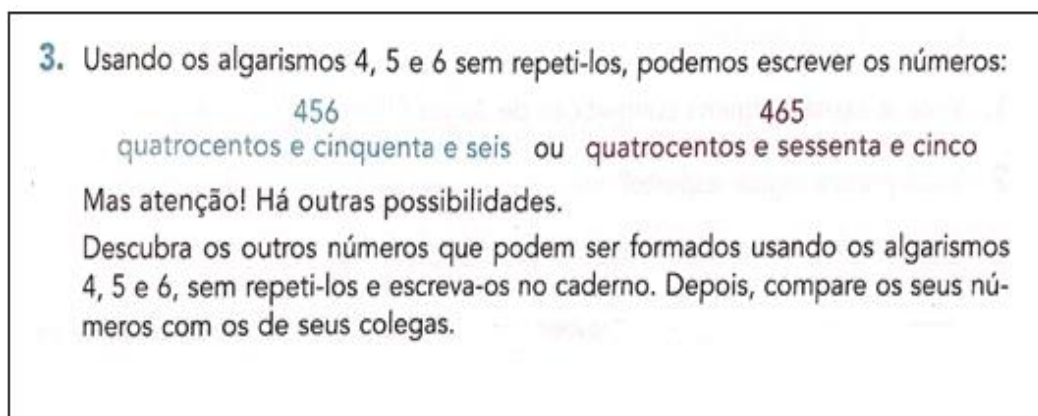 3. Usando os algarismos 4, 5 e 6 sem repeti-los, podemos escrever os números:
456 465
quatrocentos e cinquenta e seis ou quatrocentos e sessenta e cinco
Mas atenção! Há outras possibilidades.
Descubra os outros números que podem ser formados usando os algarismos
4, 5 e 6, sem repeti-los e escreva-os no caderno. Depois, compare os seus nú-
meros com os de seus colegas.